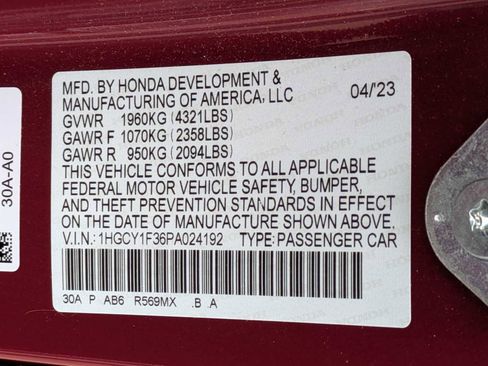 MFD. BY HONDA DEVELOPMENT &
MANUFACTURING OF AMERICA, LLC 04/23
GVWR 1960KG (4321LBS)
GAWR F 1070KG (2358LBS)
GAWR R 950KG (2094LBS)
THIS VEHICLE CONFORMS TO ALL APPLICABLE
FEDERAL MOTOR VEHICLE SAFETY, BUMPER,
AND THEFT PREVENTION STANDARDS IN EFFECT
ON THE DATE OF MANUFACTURE SHOWN ABOVE.
V.I.N.: 1HGCY1F36PA024192 TYPE: PASSENGER CAR
30A P AB6 R569MX .B A
30A-A0